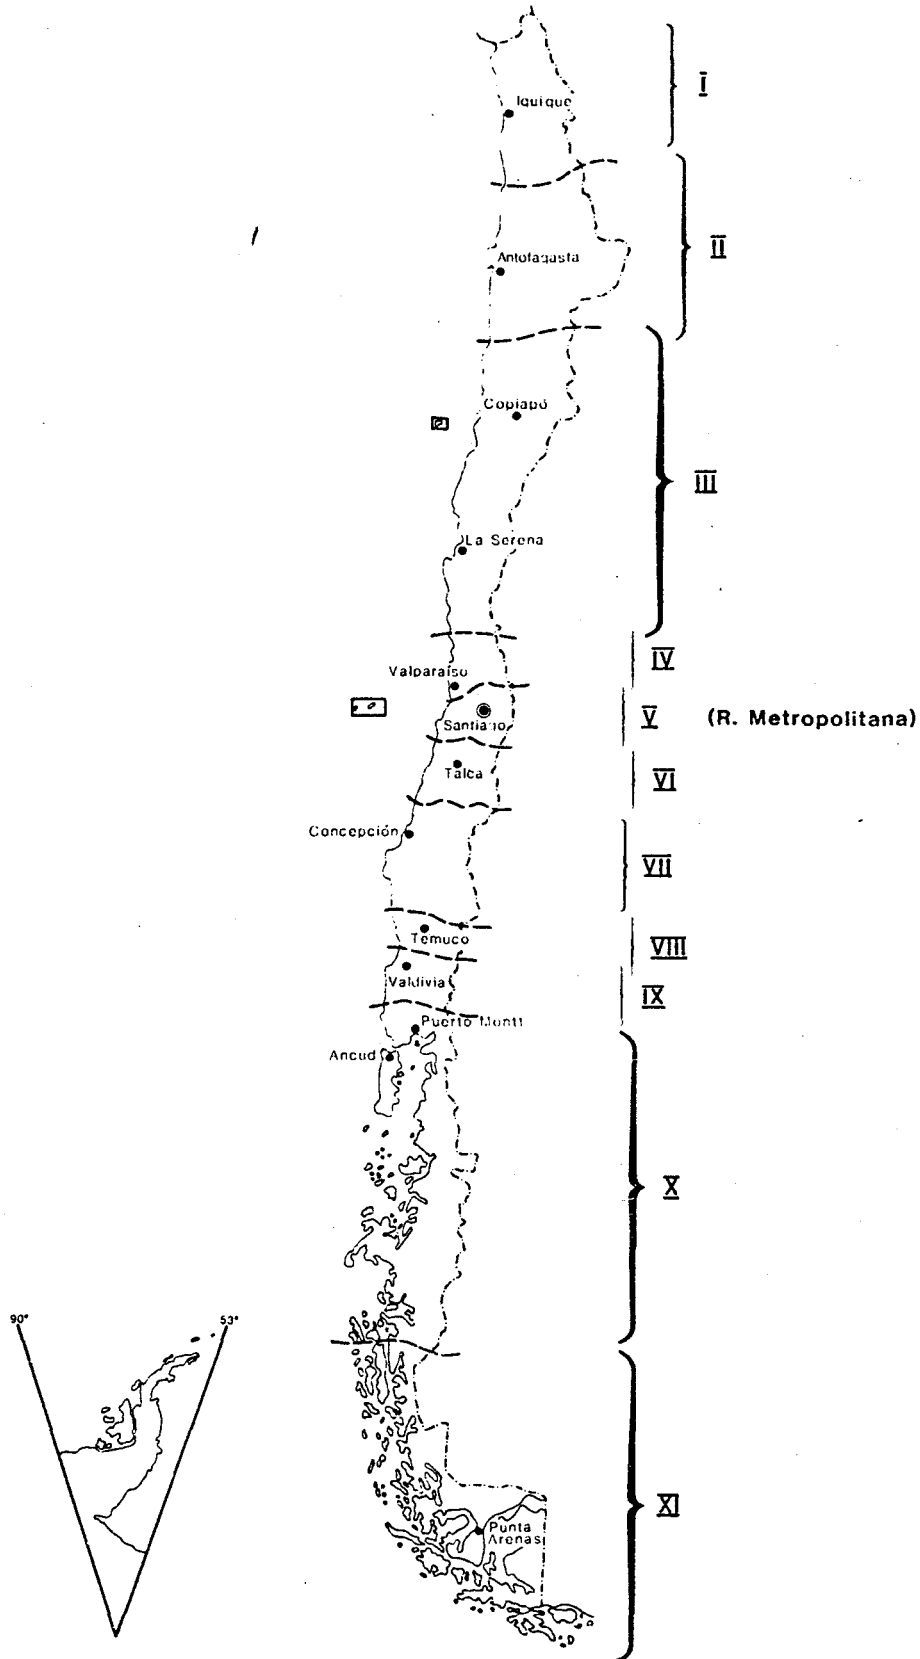 Iquique
I
Antofagasta
II
Copiapó
III
La Serena
IV
Valparaíso
Santiago
V (R. Metropolitana)
Talca
VI
Concepción
VII
Temuco
VIII
Valdivia
IX
Puerto Montt
Ancud
X
90° 53°
Punta
Arenas
XI